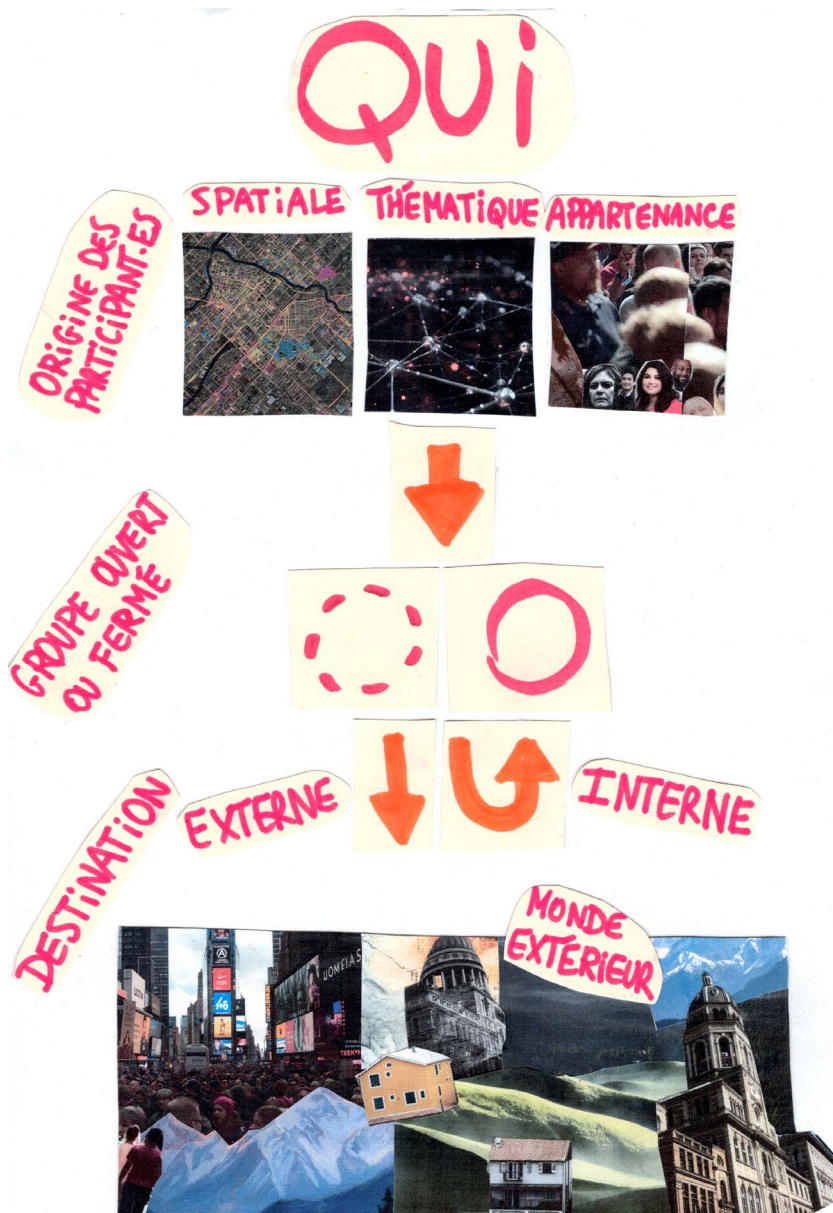 QUi
SPATiALE
THÉMATiQUE
APPARTENANCE
ORiGiNE DES
PARTiCiPANT·ES
GROUPE OUVERT
OU FERMÉ
DESTiNATiON
EXTERNE
INTERNE
MONDE
EXTÉRiEUR